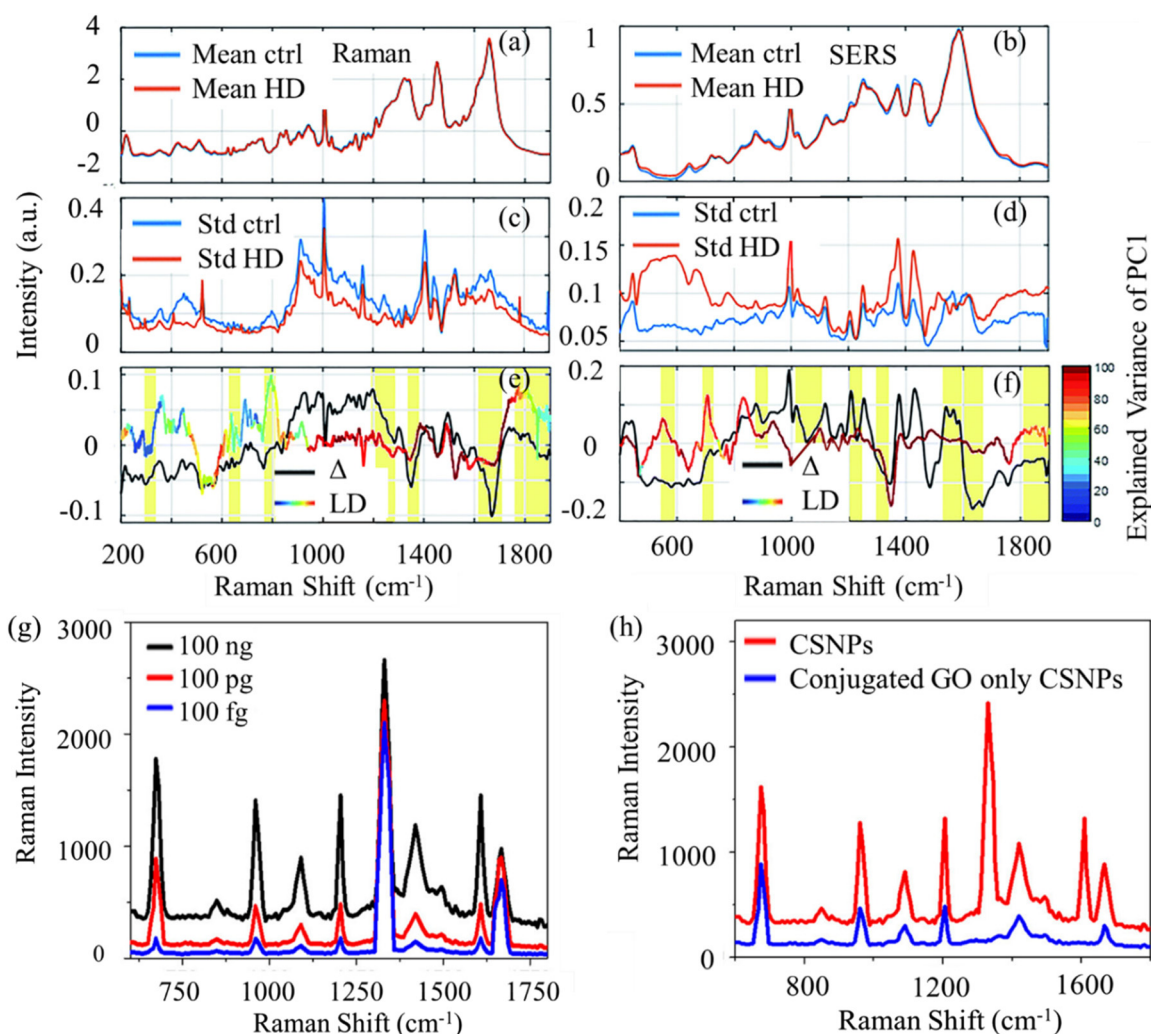 4
2
0
-2
Mean ctrl
Mean HD
Raman
(a)
1
0.5
0
Mean ctrl
Mean HD
SERS
(b)
Intensity (a.u.)
0.4
0.2
0
Std ctrl
Std HD
(c)
0.2
0.15
0.1
0.05
Std ctrl
Std HD
(d)
0.1
0
-0.1
(e)
Δ
LD
200
600
1000
1400
1800
Raman Shift (cm⁻¹)
0.2
0
-0.2
(f)
Δ
LD
600
1000
1400
1800
Raman Shift (cm⁻¹)
100
80
60
40
20
0
Explained Variance of PC1
(g)
3000
2000
1000
0
Raman Intensity
100 ng
100 pg
100 fg
750
1000
1250
1500
1750
Raman Shift (cm⁻¹)
(h)
3000
2000
1000
0
Raman Intensity
CSNPs
Conjugated GO only CSNPs
800
1200
1600
Raman Shift (cm⁻¹)